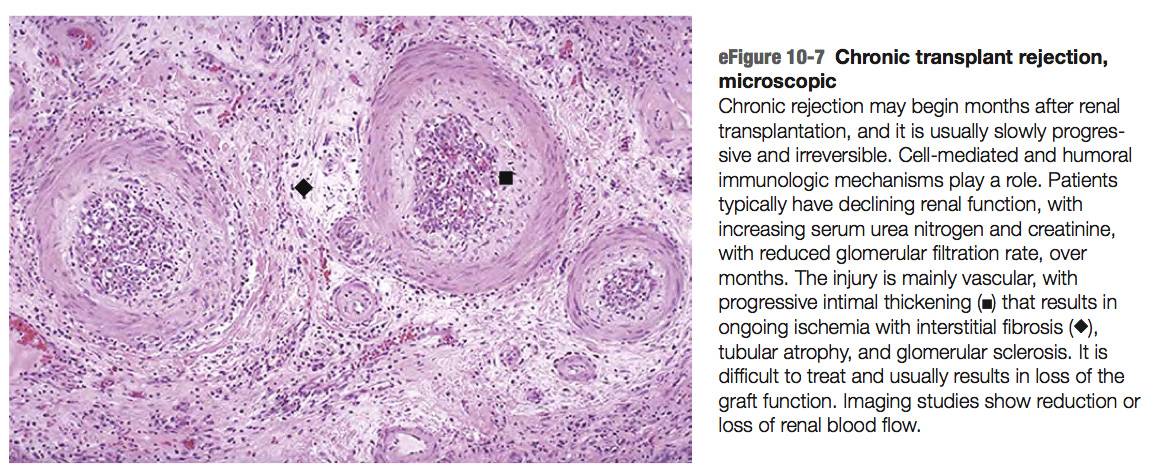 eFigure 10-7 Chronic transplant rejection,
microscopic
Chronic rejection may begin months after renal
transplantation, and it is usually slowly progres-
sive and irreversible. Cell-mediated and humoral
immunologic mechanisms play a role. Patients
typically have declining renal function, with
increasing serum urea nitrogen and creatinine,
with reduced glomerular filtration rate, over
months. The injury is mainly vascular, with
progressive intimal thickening (■) that results in
ongoing ischemia with interstitial fibrosis (◆),
tubular atrophy, and glomerular sclerosis. It is
difficult to treat and usually results in loss of the
graft function. Imaging studies show reduction or
loss of renal blood flow.